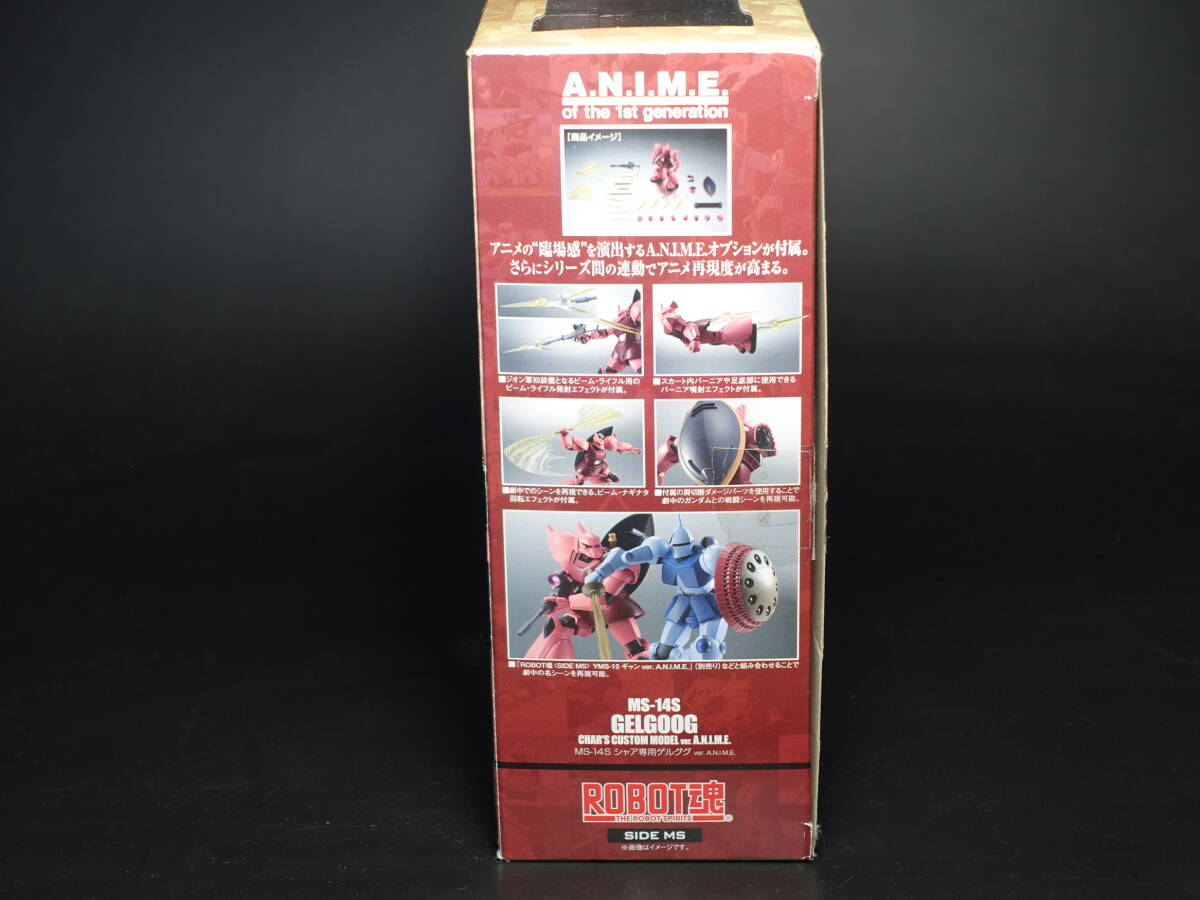 A.N.I.M.E.
of the 1st generation
【商品イメージ】
アニメの“臨場感”を演出するA.N.I.M.E.オプションが付属。
さらにシリーズ間の連動でアニメ再現度が高まる。
■ジオン軍初装備となるビーム・ライフル用の
ビーム・ライフル発射エフェクトが付属。
■スカート内バーニアや足底部に使用できる
バーニア噴射エフェクトが付属。
■劇中でのシーンを再現できる、ビーム・ナギナタ
回転エフェクトが付属。
■付属の肩切断ダメージパーツを使用することで
劇中のガンダムとの戦闘シーンを再現可能。
■「ROBOT魂〈SIDE MS〉 YMS-15 ギャン ver. A.N.I.M.E.」(別売り)などと組み合わせることで
劇中の名シーンを再現可能。
MS-14S
GELGOOG
CHAR'S CUSTOM MODEL ver. A.N.I.M.E.
MS-14S シャア専用ゲルググ ver. A.N.I.M.E.
ROBOT魂
THE ROBOT SPIRITS
®
SIDE MS
※画像はイメージです。